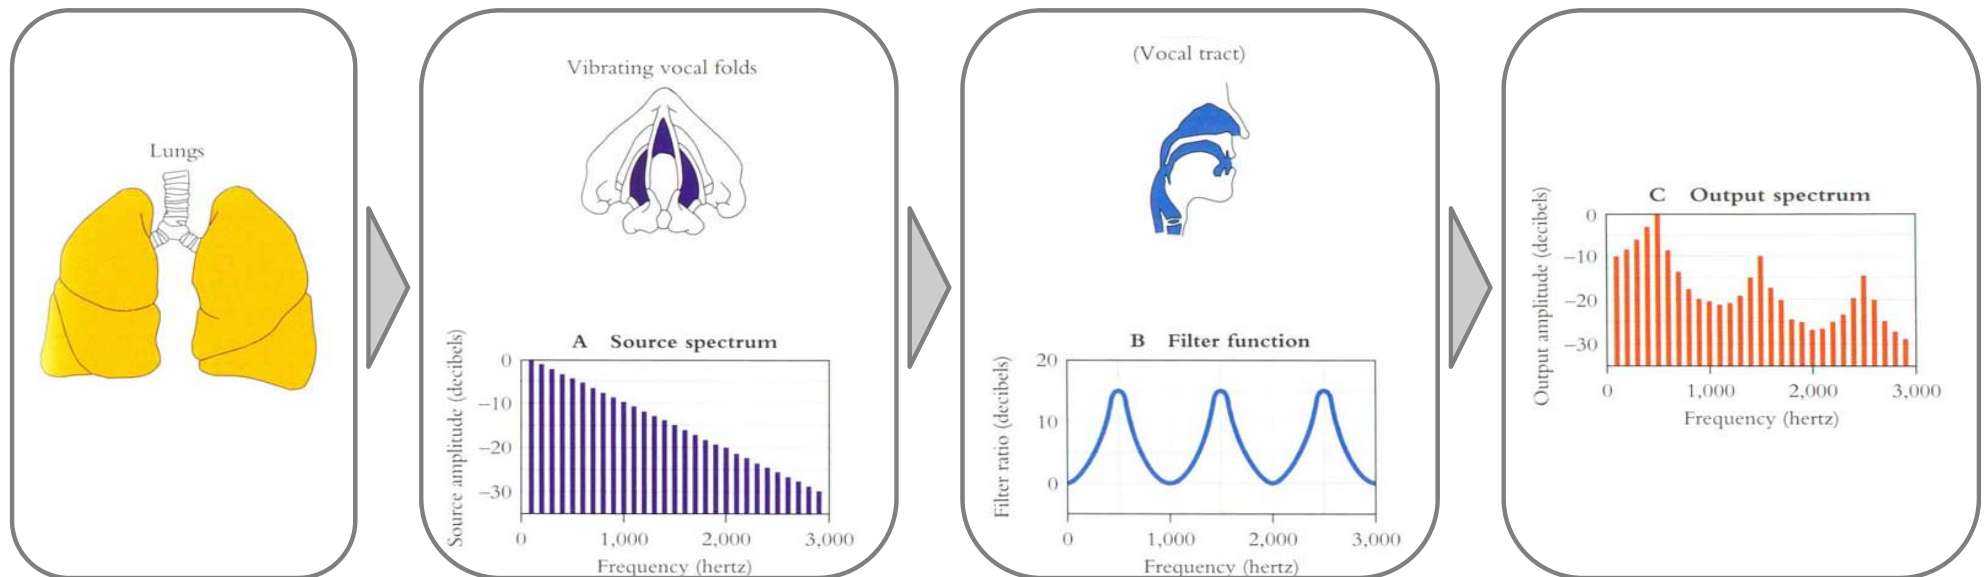 Lungs
Vibrating vocal folds
A Source spectrum
Source amplitude (decibels)
0
−10
−20
−30
0 1,000 2,000 3,000
Frequency (hertz)
(Vocal tract)
B Filter function
Filter ratio (decibels)
20
10
0
0 1,000 2,000 3,000
Frequency (hertz)
C Output spectrum
Output amplitude (decibels)
0
−10
−20
−30
0 1,000 2,000 3,000
Frequency (hertz)